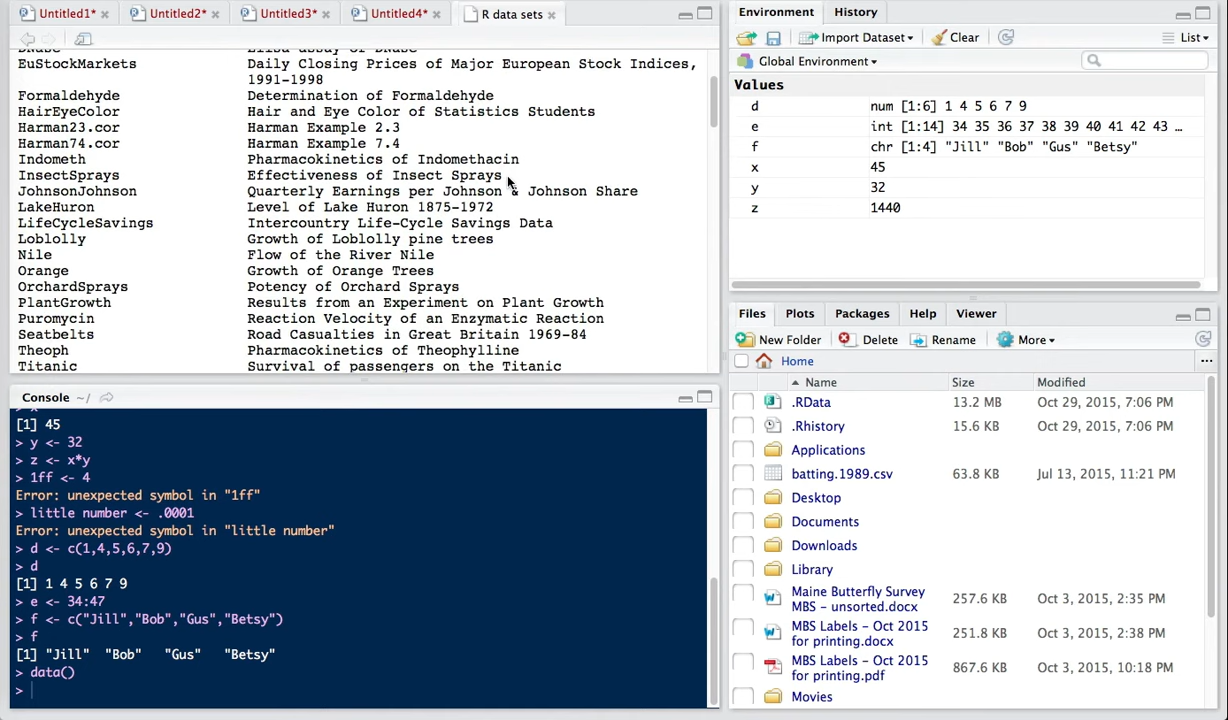 Untitled1* Untitled2* Untitled3* Untitled4* R data sets
DNase Elisa assay of DNase
EuStockMarkets Daily Closing Prices of Major European Stock Indices,
1991-1998
Formaldehyde Determination of Formaldehyde
HairEyeColor Hair and Eye Color of Statistics Students
Harman23.cor Harman Example 2.3
Harman74.cor Harman Example 7.4
Indometh Pharmacokinetics of Indomethacin
InsectSprays Effectiveness of Insect Sprays
JohnsonJohnson Quarterly Earnings per Johnson & Johnson Share
LakeHuron Level of Lake Huron 1875-1972
LifeCycleSavings Intercountry Life-Cycle Savings Data
Loblolly Growth of Loblolly pine trees
Nile Flow of the River Nile
Orange Growth of Orange Trees
OrchardSprays Potency of Orchard Sprays
PlantGrowth Results from an Experiment on Plant Growth
Puromycin Reaction Velocity of an Enzymatic Reaction
Seatbelts Road Casualties in Great Britain 1969-84
Theoph Pharmacokinetics of Theophylline
Titanic Survival of passengers on the Titanic
Console ~/
> x
[1] 45
> y <- 32
> z <- x*y
> 1ff <- 4
Error: unexpected symbol in "1ff"
> little number <- .0001
Error: unexpected symbol in "little number"
> d <- c(1,4,5,6,7,9)
> d
[1] 1 4 5 6 7 9
> e <- 34:47
> f <- c("Jill","Bob","Gus","Betsy")
> f
[1] "Jill" "Bob" "Gus" "Betsy"
> data()
>
Environment History
Import Dataset Clear List
Global Environment
Values
d num [1:6] 1 4 5 6 7 9
e int [1:14] 34 35 36 37 38 39 40 41 42 43 …
f chr [1:4] "Jill" "Bob" "Gus" "Betsy"
x 45
y 32
z 1440
Files Plots Packages Help Viewer
New Folder Delete Rename More
Home ...
Name Size Modified
.RData 13.2 MB Oct 29, 2015, 7:06 PM
.Rhistory 15.6 KB Oct 29, 2015, 7:06 PM
Applications
batting.1989.csv 63.8 KB Jul 13, 2015, 11:21 PM
Desktop
Documents
Downloads
Library
Maine Butterfly Survey
MBS - unsorted.docx 257.6 KB Oct 3, 2015, 2:35 PM
MBS Labels - Oct 2015
for printing.docx 251.8 KB Oct 3, 2015, 2:38 PM
MBS Labels - Oct 2015
for printing.pdf 867.6 KB Oct 3, 2015, 10:18 PM
Movies